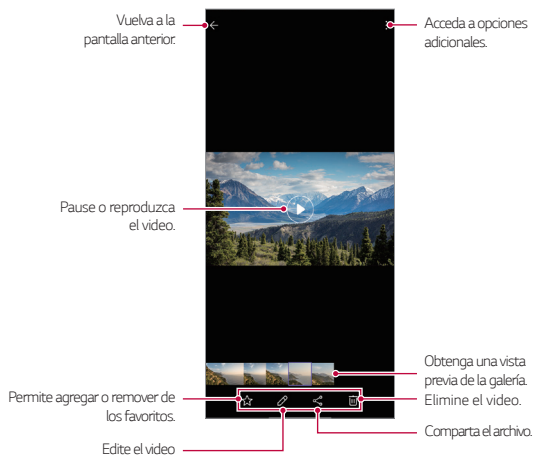 Vuelva a la
pantalla anterior.
Acceda a opciones
adicionales.
Pause o reproduzca
el video.
Obtenga una vista
previa de la galería.
Elimine el video.
Permite agregar o remover de
los favoritos.
Comparta el archivo.
Edite el video